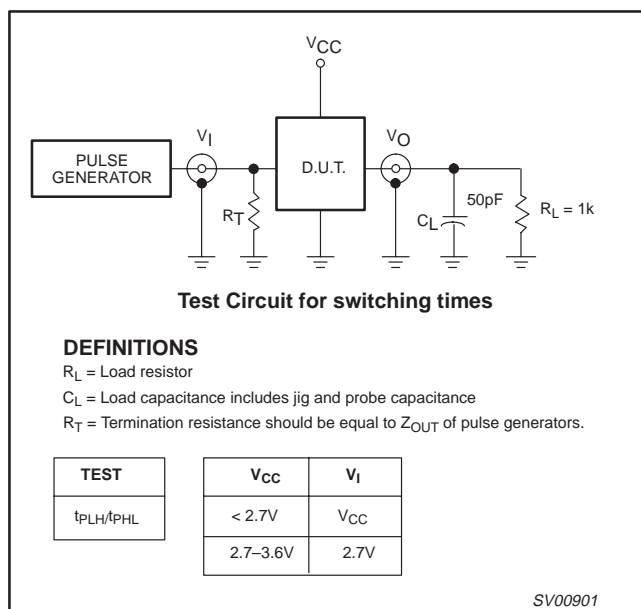 VCC
VI
VO
PULSE
GENERATOR
D.U.T.
RT
CL
50pF
RL = 1k
Test Circuit for switching times
DEFINITIONS
RL = Load resistor
CL = Load capacitance includes jig and probe capacitance
RT = Termination resistance should be equal to ZOUT of pulse generators.
TEST
tPLH/tPHL
VCC VI
< 2.7V VCC
2.7–3.6V 2.7V
SV00901